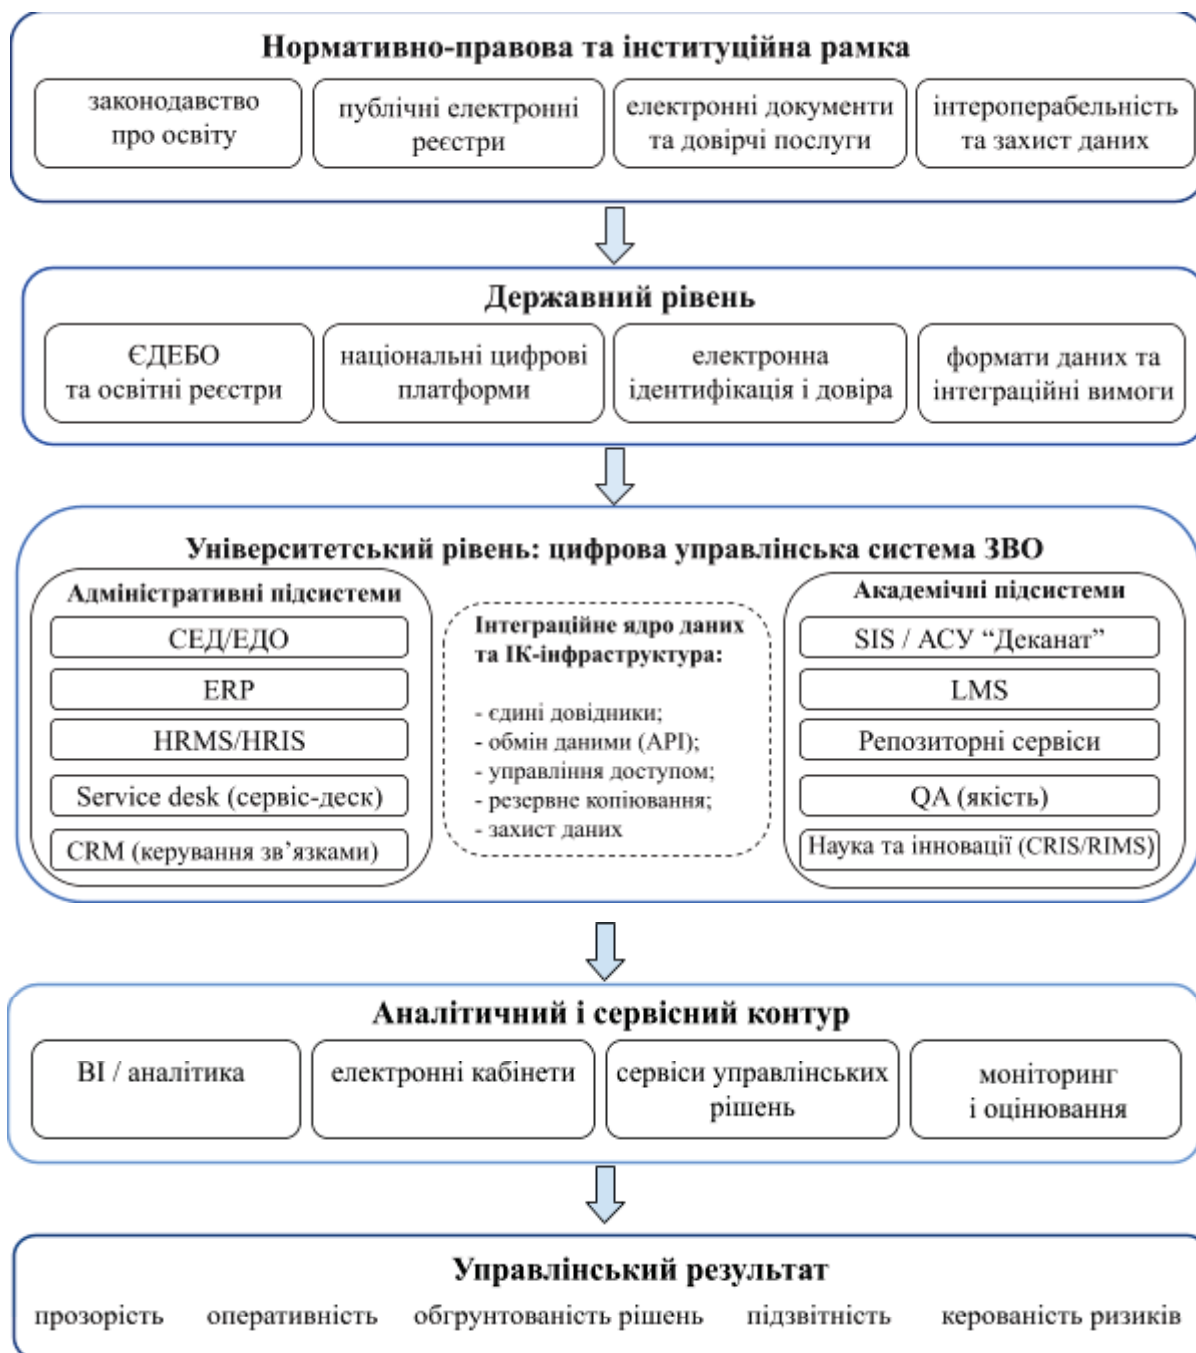 Нормативно-правова та інституційна рамка
законодавство
про освіту
публічні електронні
реєстри
електронні документи
та довірчі послуги
інтероперабельність
та захист даних
Державний рівень
ЄДЕБО
та освітні реєстри
національні цифрові
платформи
електронна
ідентифікація і довіра
формати даних та
інтеграційні вимоги
Університетський рівень: цифрова управлінська система ЗВО
Адміністративні підсистеми
СЕД/ЕДО
ERP
HRMS/HRIS
Service desk (сервіс-деск)
CRM (керування зв’язками)
Інтеграційне ядро даних
та ІК-інфраструктура:
- єдині довідники;
- обмін даними (API);
- управління доступом;
- резервне копіювання;
- захист даних
Академічні підсистеми
SIS / АСУ “Деканат”
LMS
Репозиторні сервіси
QA (якість)
Наука та інновації (CRIS/RIMS)
Аналітичний і сервісний контур
BI / аналітика
електронні кабінети
сервіси управлінських
рішень
моніторинг
і оцінювання
Управлінський результат
прозорість оперативність обгрунтованість рішень підзвітність керованість ризиків